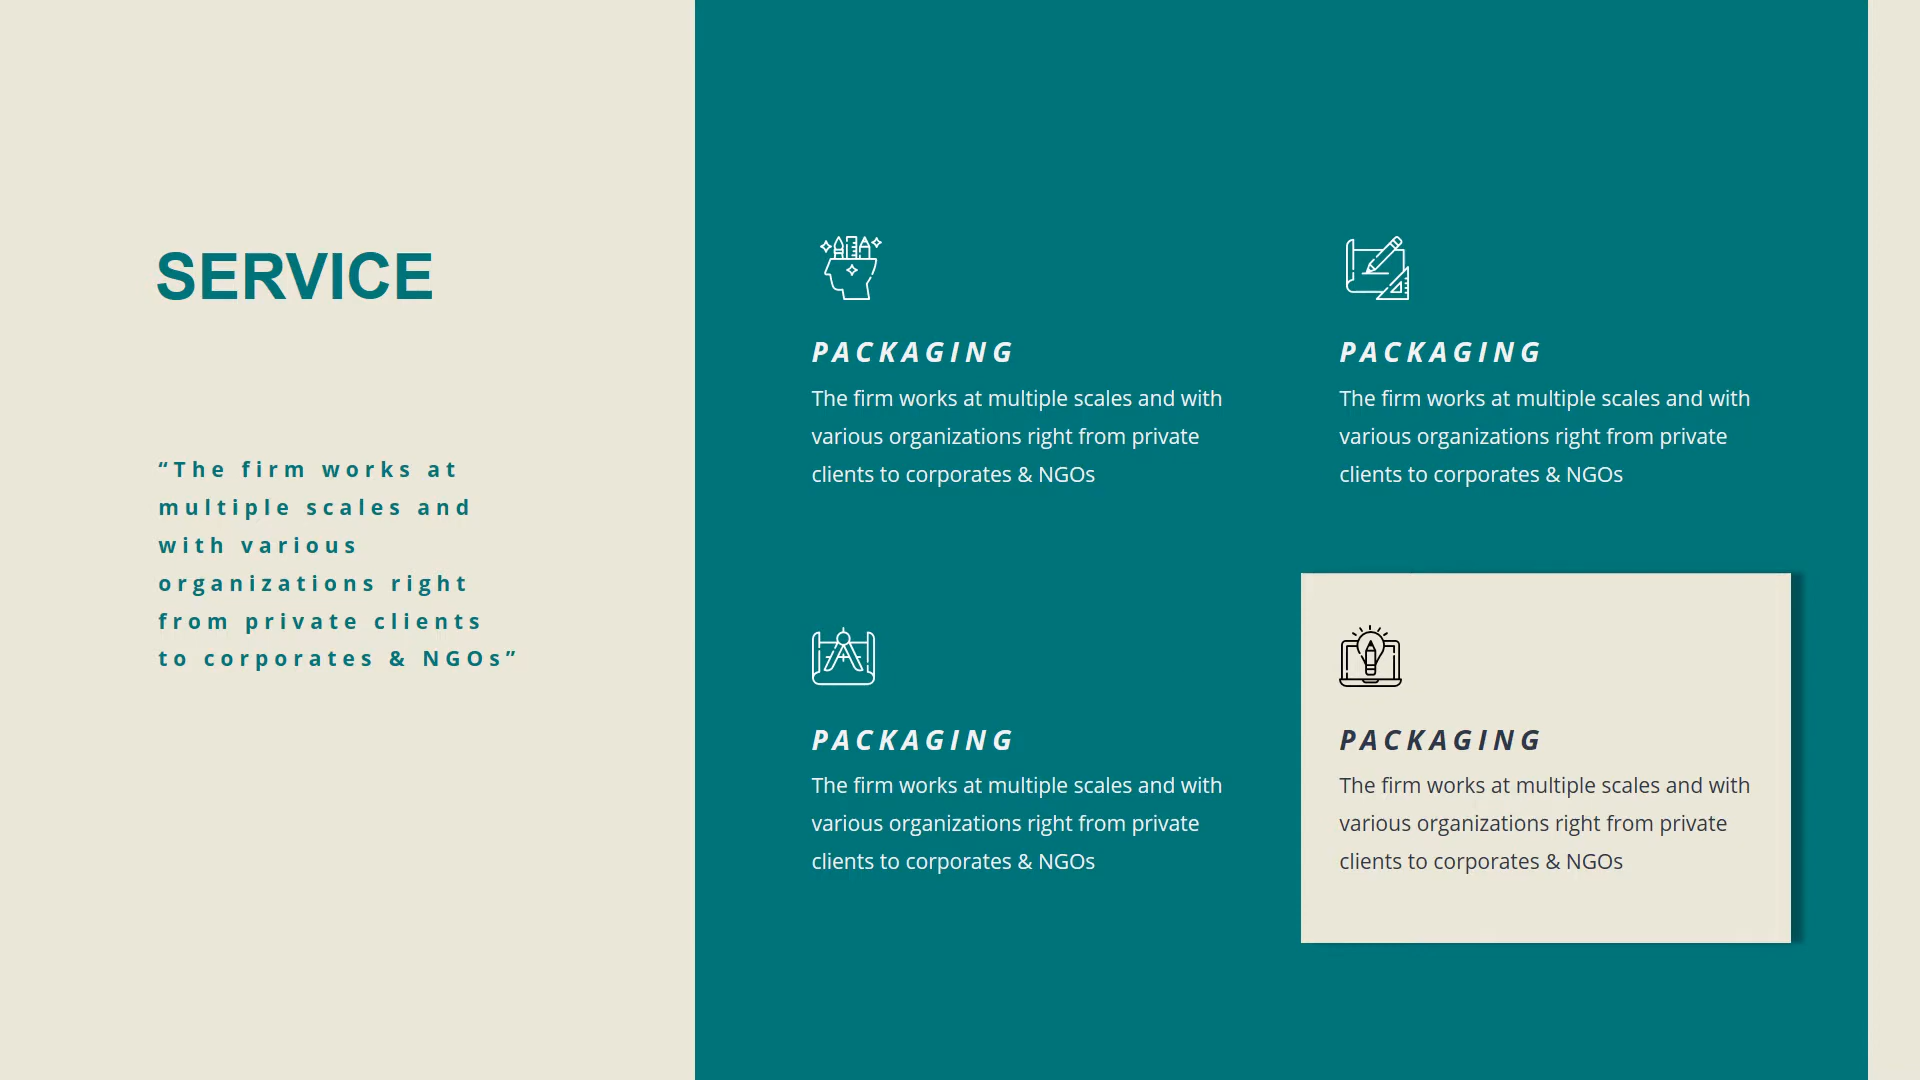 SERVICE
“The firm works at
multiple scales and
with various
organizations right
from private clients
to corporates & NGOs”
PACKAGING
The firm works at multiple scales and with
various organizations right from private
clients to corporates & NGOs
PACKAGING
The firm works at multiple scales and with
various organizations right from private
clients to corporates & NGOs
PACKAGING
The firm works at multiple scales and with
various organizations right from private
clients to corporates & NGOs
PACKAGING
The firm works at multiple scales and with
various organizations right from private
clients to corporates & NGOs